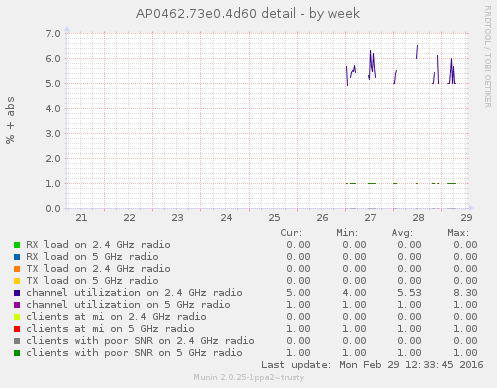 AP0462.73e0.4d60 detail - by week
RRDTOOL / TOBI OETIKER
% + abs
7.0
6.0
5.0
4.0
3.0
2.0
1.0
0.0
21 22 23 24 25 26 27 28 29
Cur: Min: Avg: Max:
RX load on 2.4 GHz radio 0.00 0.00 0.00 0.00
RX load on 5 GHz radio 0.00 0.00 0.00 0.00
TX load on 2.4 GHz radio 0.00 0.00 0.00 0.00
TX load on 5 GHz radio 0.00 0.00 0.00 0.00
channel utilization on 2.4 GHz radio 5.00 4.00 5.53 8.30
channel utilization on 5 GHz radio 1.00 1.00 1.00 1.00
clients at mi on 2.4 GHz radio 0.00 0.00 0.00 0.00
clients at mi on 5 GHz radio 0.00 0.00 0.00 0.00
clients with poor SNR on 2.4 GHz radio 0.00 0.00 0.00 0.00
clients with poor SNR on 5 GHz radio 0.00 0.00 0.00 0.00
Last update: Mon Feb 29 12:33:45 2016
Munin 2.0.25-1ppa2~trusty